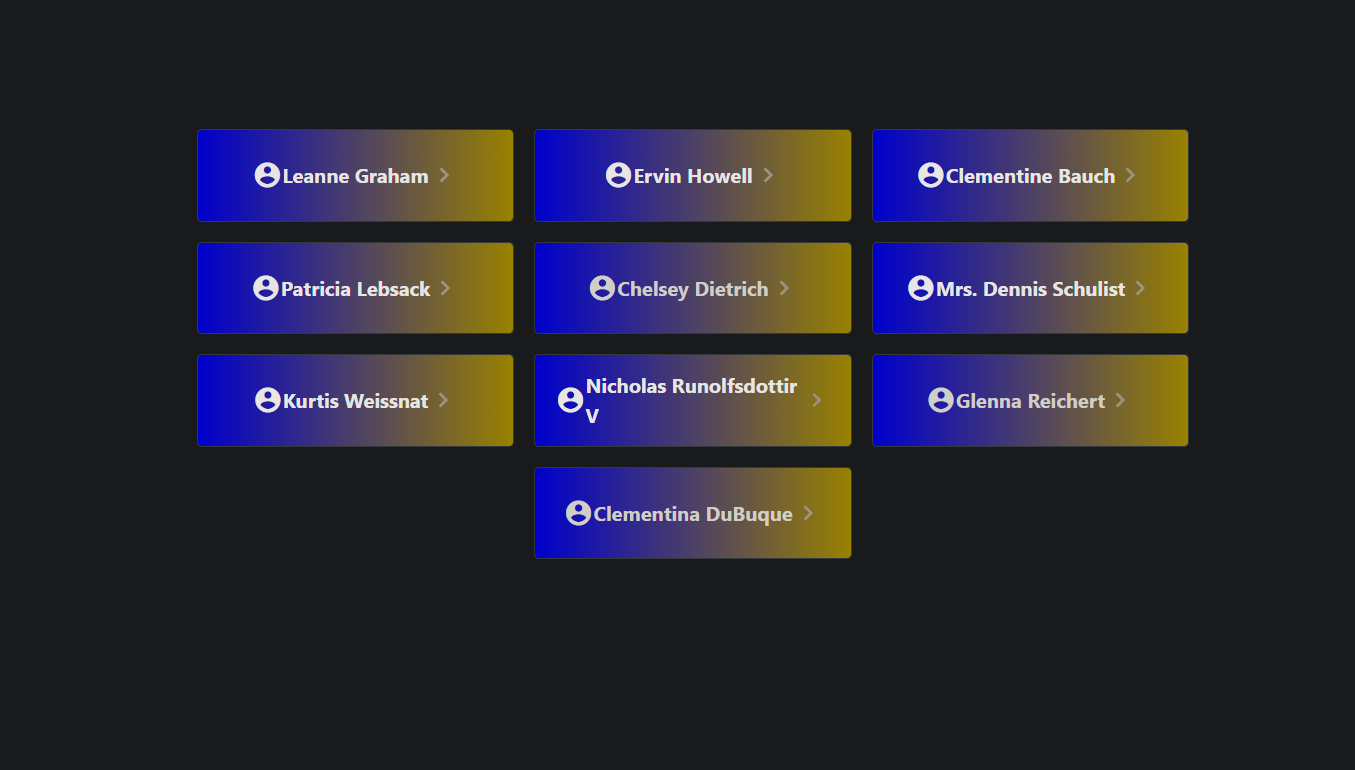 Leanne Graham
Ervin Howell
Clementine Bauch
Patricia Lebsack
Chelsey Dietrich
Mrs. Dennis Schulist
Kurtis Weissnat
Nicholas Runolfsdottir
V
Glenna Reichert
Clementina DuBuque